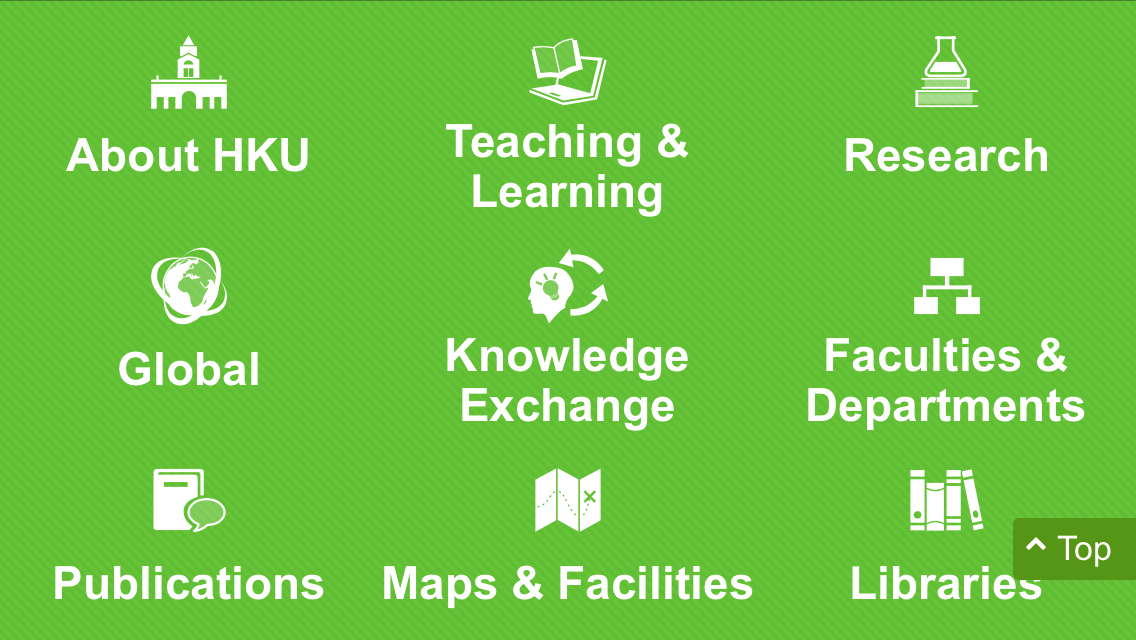 About HKU
Teaching &
Learning
Research
Global
Knowledge
Exchange
Faculties &
Departments
Publications
Maps & Facilities
Libraries
Top